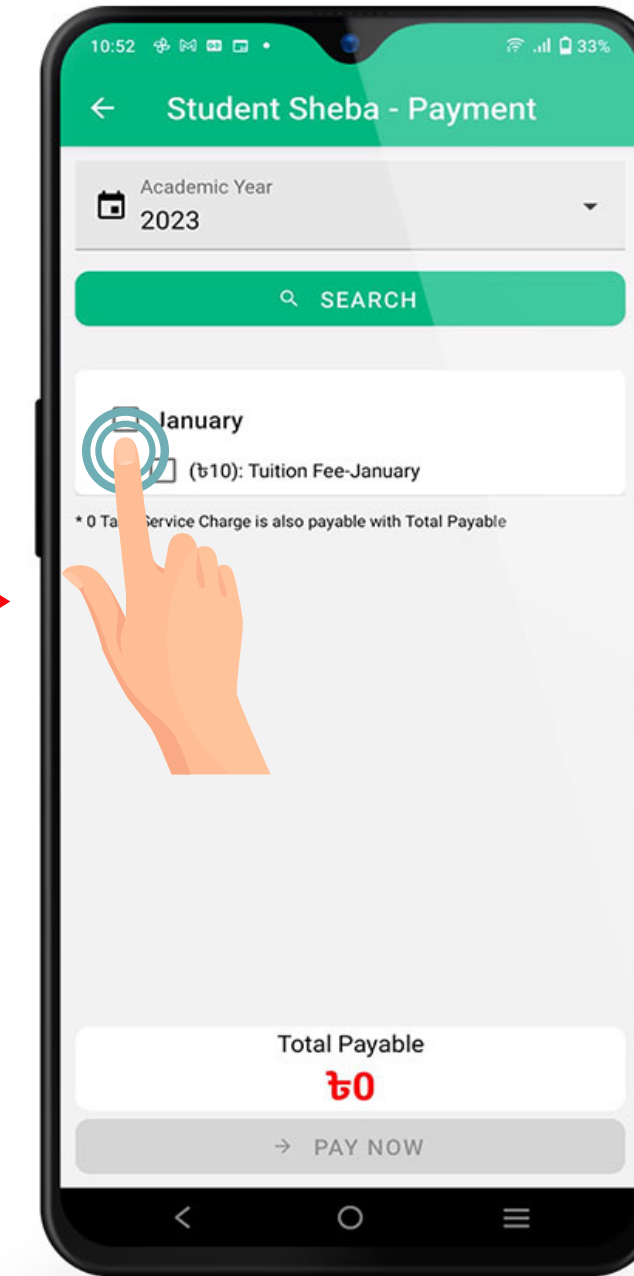 10:52
33%
Student Sheba - Payment
Academic Year
2023
SEARCH
January
(৳10): Tuition Fee-January
* 0 Service Charge is also payable with Total Payable
Total Payable
৳0
PAY NOW